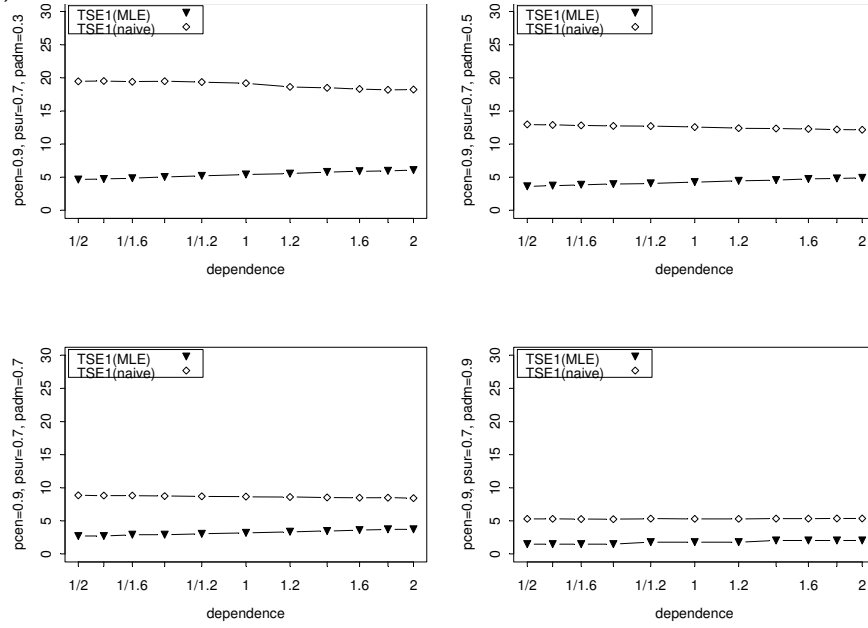 TSE1(MLE)
TSE1(naive)
pcen=0.9, psur=0.7, padm=0.3
0 5 10 15 20 25 30
1/2 1/1.6 1/1.2 1 1.2 1.6 2
dependence
TSE1(MLE)
TSE1(naive)
pcen=0.9, psur=0.7, padm=0.5
0 5 10 15 20 25 30
1/2 1/1.6 1/1.2 1 1.2 1.6 2
dependence
TSE1(MLE)
TSE1(naive)
pcen=0.9, psur=0.7, padm=0.7
0 5 10 15 20 25 30
1/2 1/1.6 1/1.2 1 1.2 1.6 2
dependence
TSE1(MLE)
TSE1(naive)
pcen=0.9, psur=0.7, padm=0.9
0 5 10 15 20 25 30
1/2 1/1.6 1/1.2 1 1.2 1.6 2
dependence